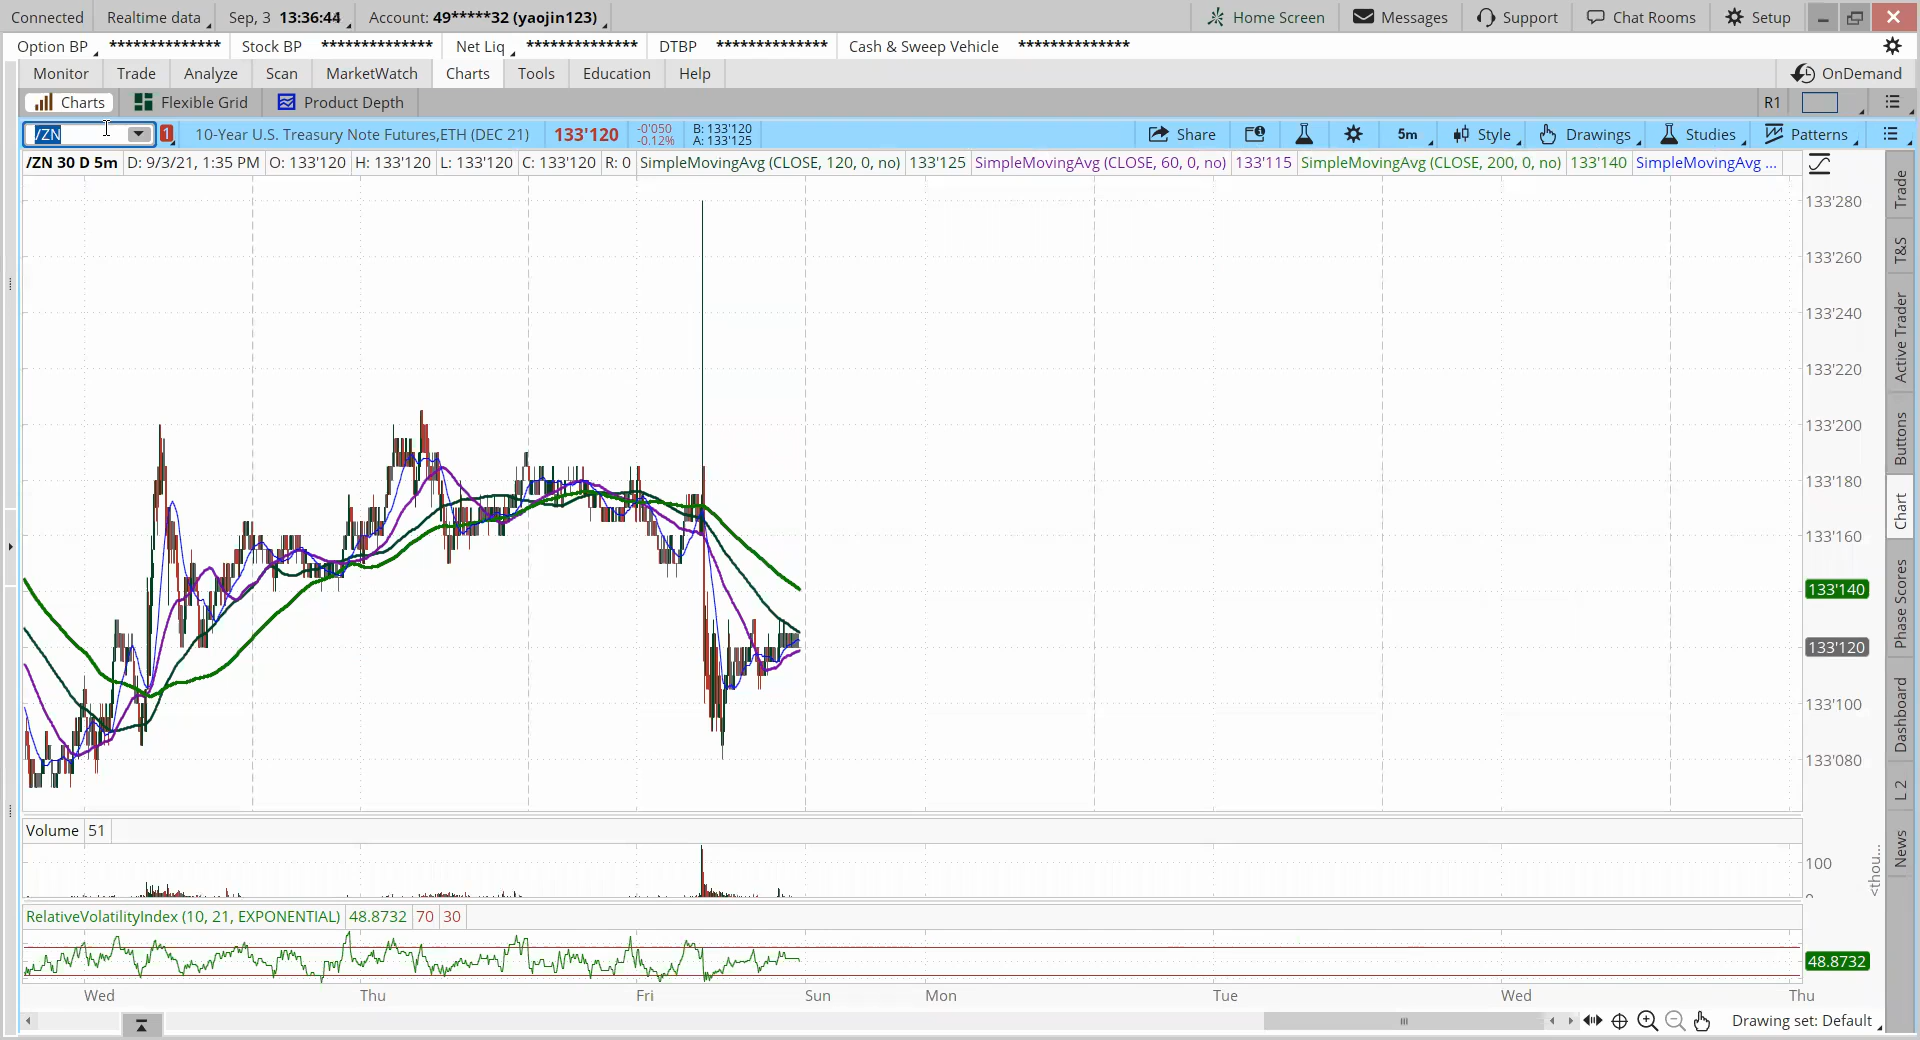 Connected Realtime data Sep, 3 13:36:44 Account: 49*****32 (yaojin123) Home Screen Messages Support Chat Rooms Setup
Option BP ************** Stock BP ************** Net Liq ************** DTBP ************** Cash & Sweep Vehicle **************
Monitor Trade Analyze Scan MarketWatch Charts Tools Education Help OnDemand
Charts Flexible Grid Product Depth R1
/ZN 1 10-Year U.S. Treasury Note Futures,ETH (DEC 21) 133'120 -0'050 B: 133'120 Share 5m Style Drawings Studies Patterns
-0.12% A: 133'125
/ZN 30 D 5m D: 9/3/21, 1:35 PM O: 133'120 H: 133'120 L: 133'120 C: 133'120 R: 0 SimpleMovingAvg (CLOSE, 120, 0, no) 133'125 SimpleMovingAvg (CLOSE, 60, 0, no) 133'115 SimpleMovingAvg (CLOSE, 200, 0, no) 133'140 SimpleMovingAvg ...
133'280
133'260
133'240
133'220
133'200
133'180
133'160
133'140
133'120
133'100
133'080
Trade
T&S
Active Trader
Buttons
Chart
Phase Scores
Dashboard
L 2
News
Volume 51
100
<thou...
RelativeVolatilityIndex (10, 21, EXPONENTIAL) 48.8732 70 30
48.8732
Wed Thu Fri Sun Mon Tue Wed Thu
Drawing set: Default